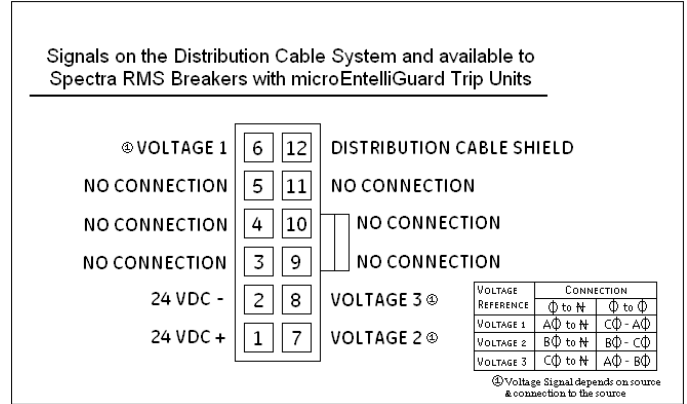 Signals on the Distribution Cable System and available to
Spectra RMS Breakers with microEntelliGuard Trip Units
① VOLTAGE 1 6 12 DISTRIBUTION CABLE SHIELD
NO CONNECTION 5 11 NO CONNECTION
NO CONNECTION 4 10 NO CONNECTION
NO CONNECTION 3 9 NO CONNECTION
24 VDC - 2 8 VOLTAGE 3 ①
24 VDC + 1 7 VOLTAGE 2 ①
VOLTAGE REFERENCE CONNECTION
Φ to N Φ to Φ
VOLTAGE 1 AΦ to N CΦ - AΦ
VOLTAGE 2 BΦ to N BΦ - CΦ
VOLTAGE 3 CΦ to N AΦ - BΦ
① Voltage Signal depends on source
& connection to the source